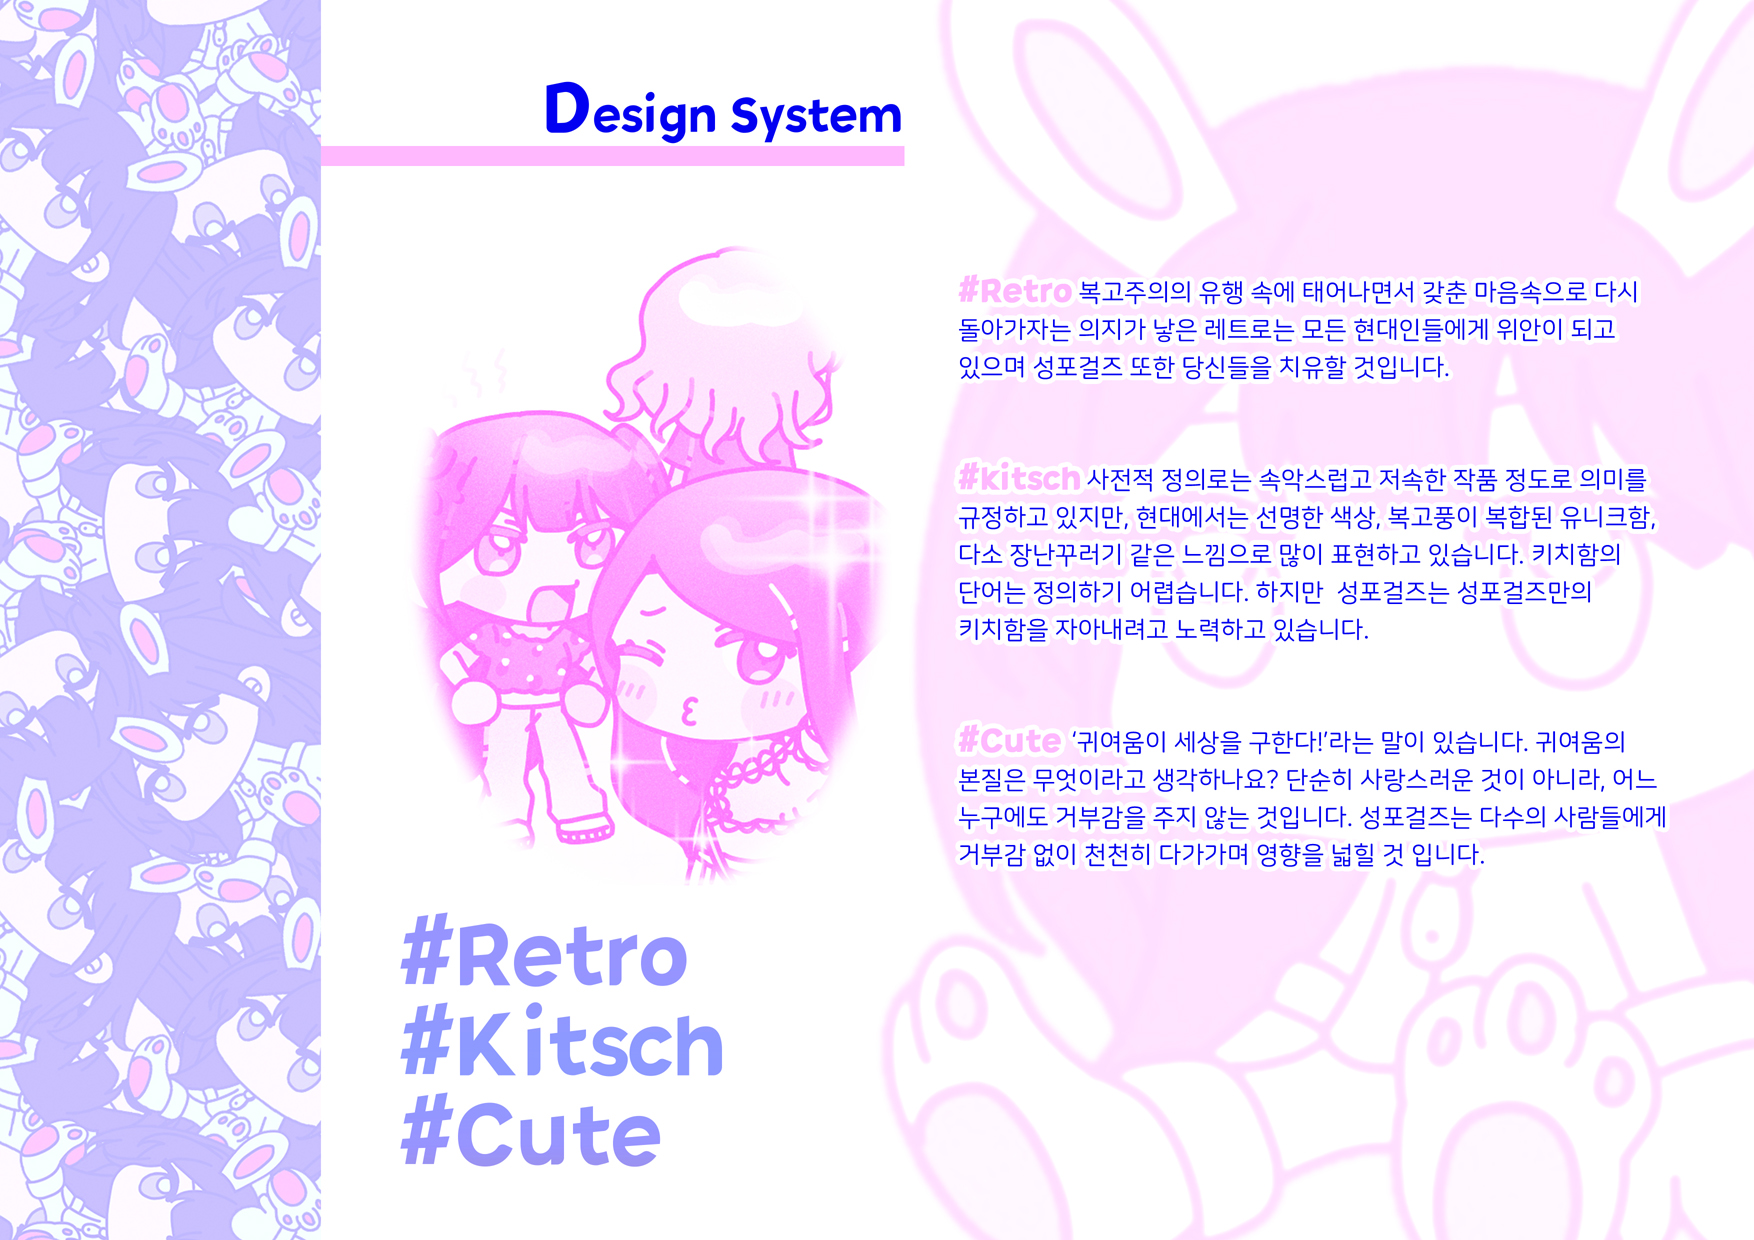 Design System
#Retro 복고주의의 유행 속에 태어나면서 갖춘 마음속으로 다시
돌아가자는 의지가 낳은 레트로는 모든 현대인들에게 위안이 되고
있으며 성포걸즈 또한 당신들을 치유할 것입니다.
#kitsch 사전적 정의로는 속악스럽고 저속한 작품 정도로 의미를
규정하고 있지만, 현대에서는 선명한 색상, 복고풍이 복합된 유니크함,
다소 장난꾸러기 같은 느낌으로 많이 표현하고 있습니다. 키치함의
단어는 정의하기 어렵습니다. 하지만 성포걸즈는 성포걸즈만의
키치함을 자아내려고 노력하고 있습니다.
#Cute ‘귀여움이 세상을 구한다!’라는 말이 있습니다. 귀여움의
본질은 무엇이라고 생각하나요? 단순히 사랑스러운 것이 아니라, 어느
누구에도 거부감을 주지 않는 것입니다. 성포걸즈는 다수의 사람들에게
거부감 없이 천천히 다가가며 영향을 넓힐 것 입니다.
#Retro
#Kitsch
#Cute